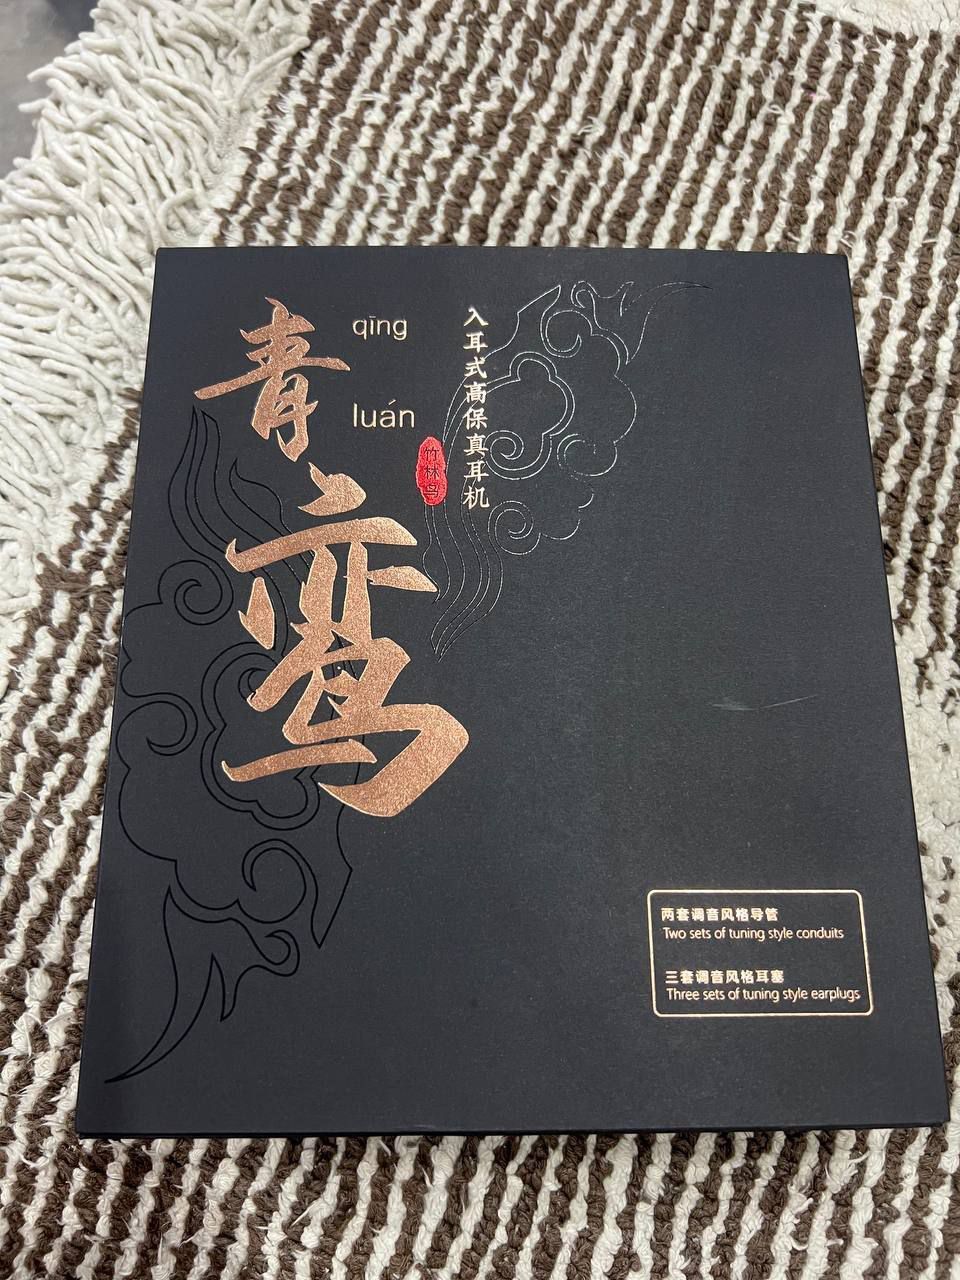 青鸾
qīng
luán
入耳式高保真耳机
竹林鸟
两套调音风格导管
Two sets of tuning style conduits
三套调音风格耳塞
Three sets of tuning style earplugs